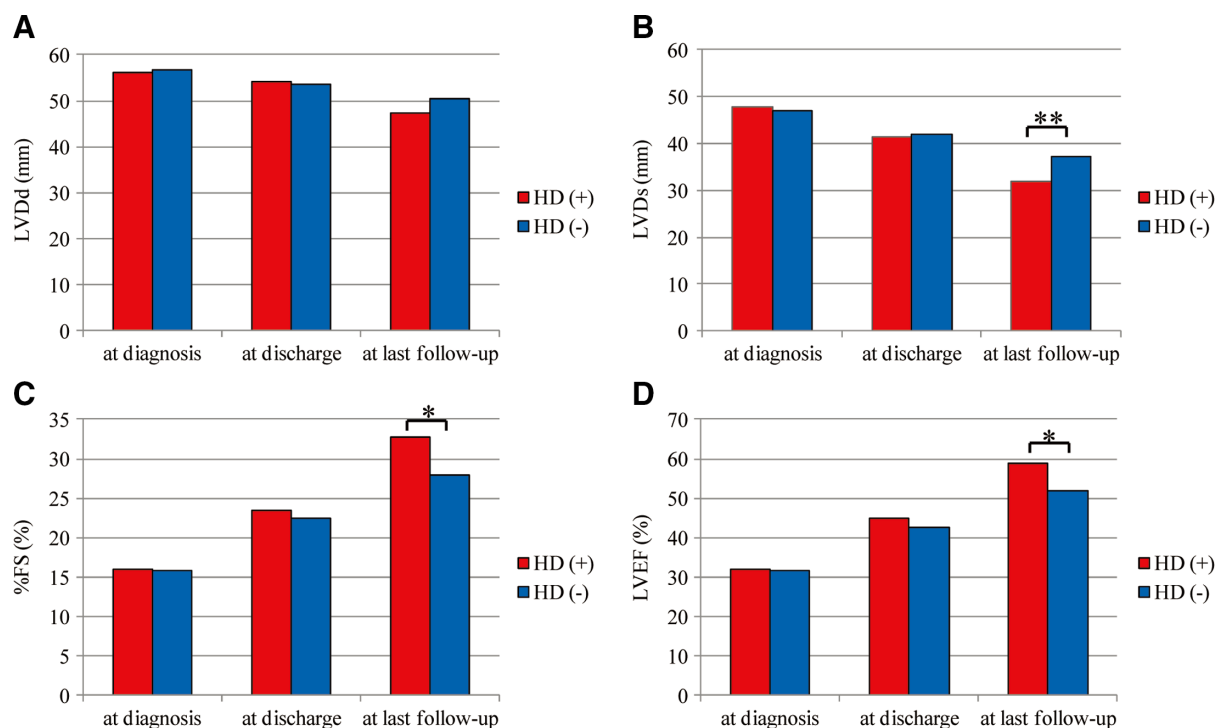 A
60
50
40
30
20
10
0
LVDd (mm)
at diagnosis at discharge at last follow-up
HD (+)
HD (-)
B
60
50
40
30
20
10
0
LVDs (mm)
**
at diagnosis at discharge at last follow-up
HD (+)
HD (-)
C
35
30
25
20
15
10
5
0
%FS (%)
*
at diagnosis at discharge at last follow-up
HD (+)
HD (-)
D
70
60
50
40
30
20
10
0
LVEF (%)
*
at diagnosis at discharge at last follow-up
HD (+)
HD (-)